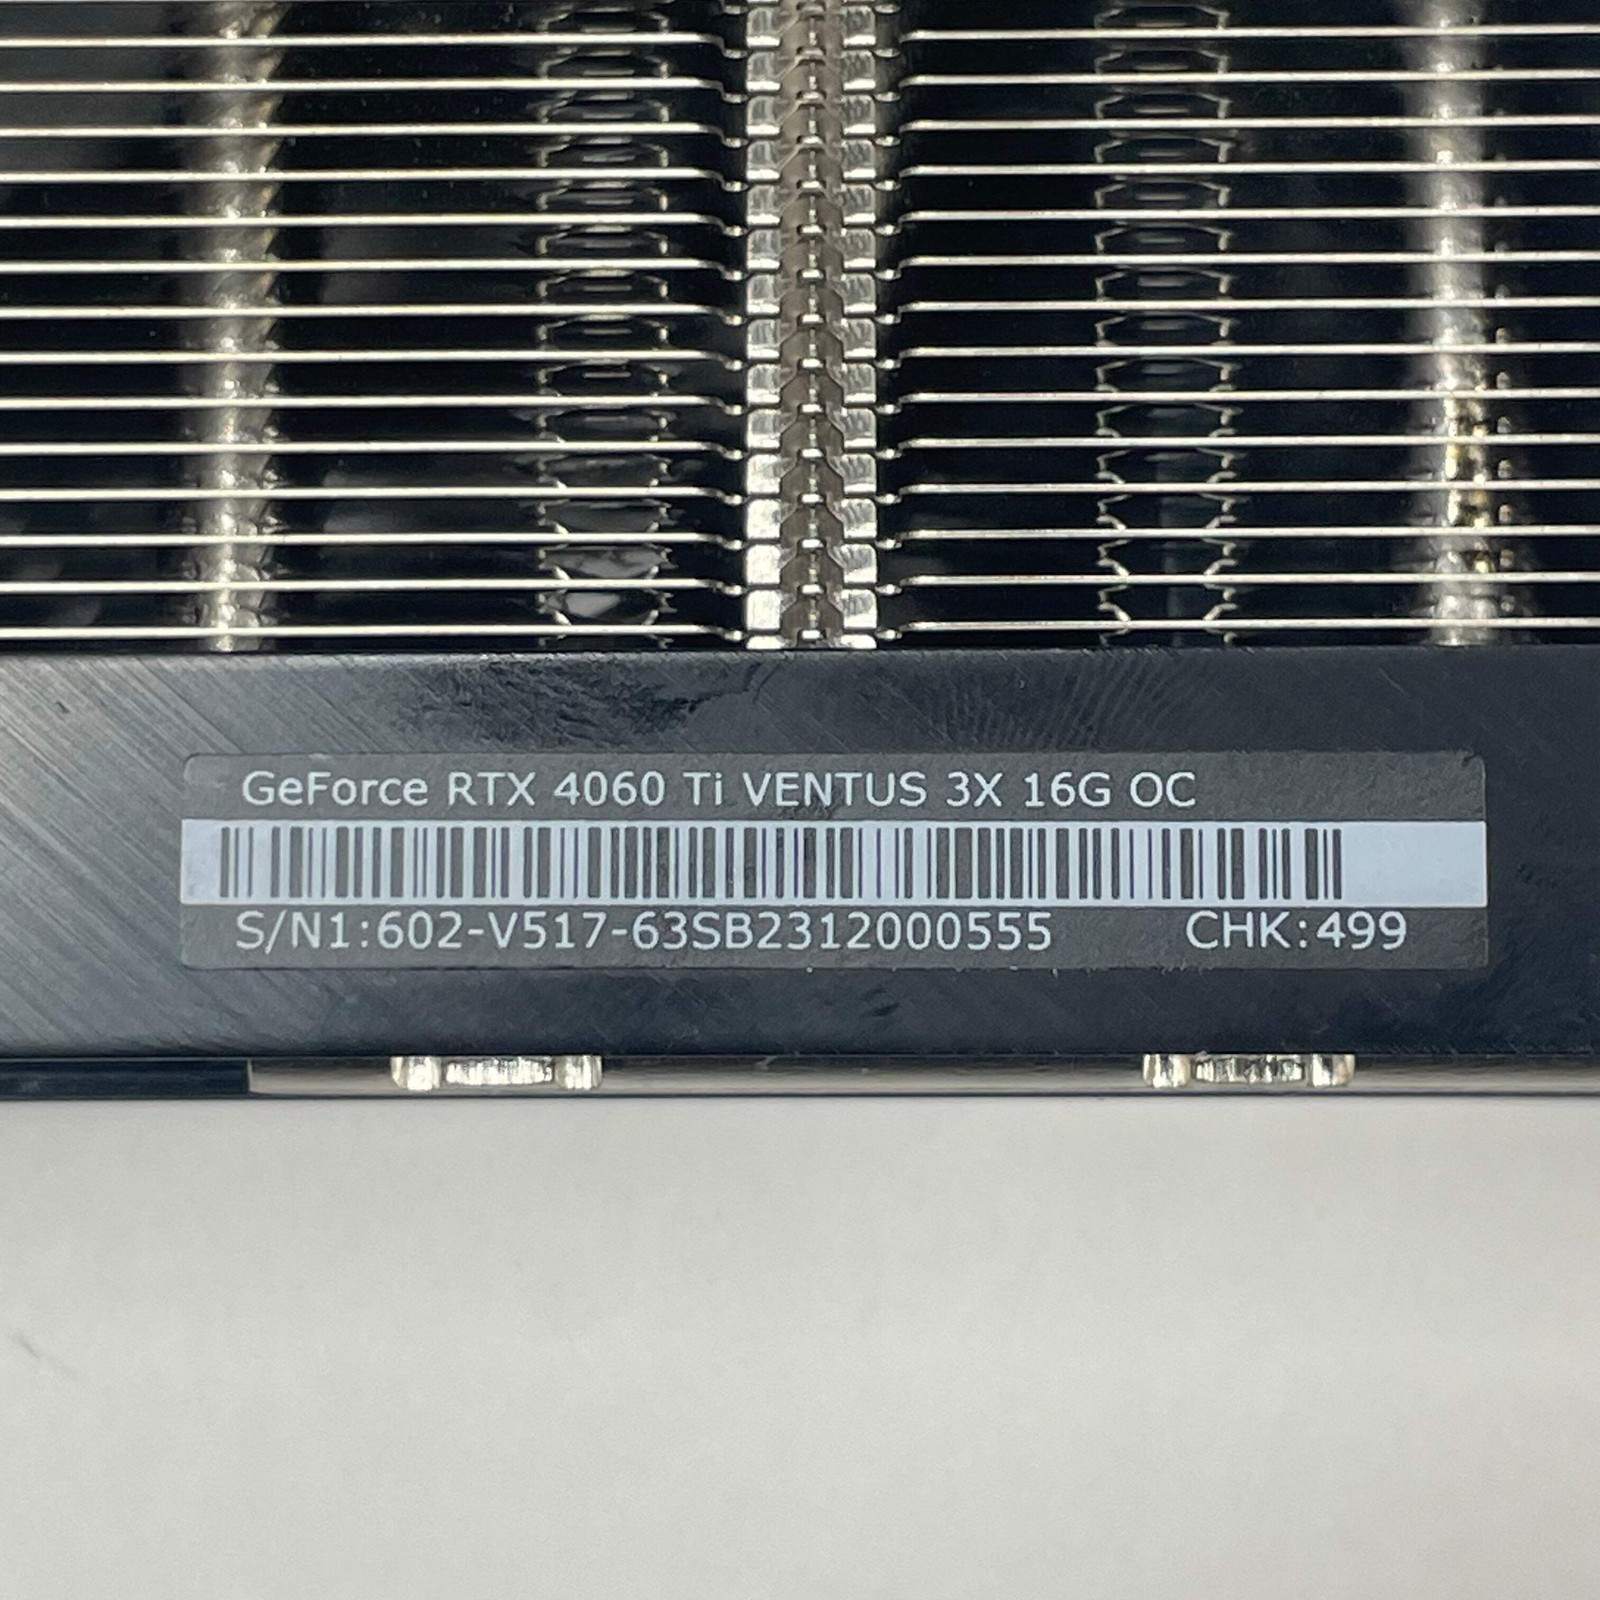 GeForce RTX 4060 Ti VENTUS 3X 16G OC
S/N1:602-V517-63SB2312000555 CHK:499